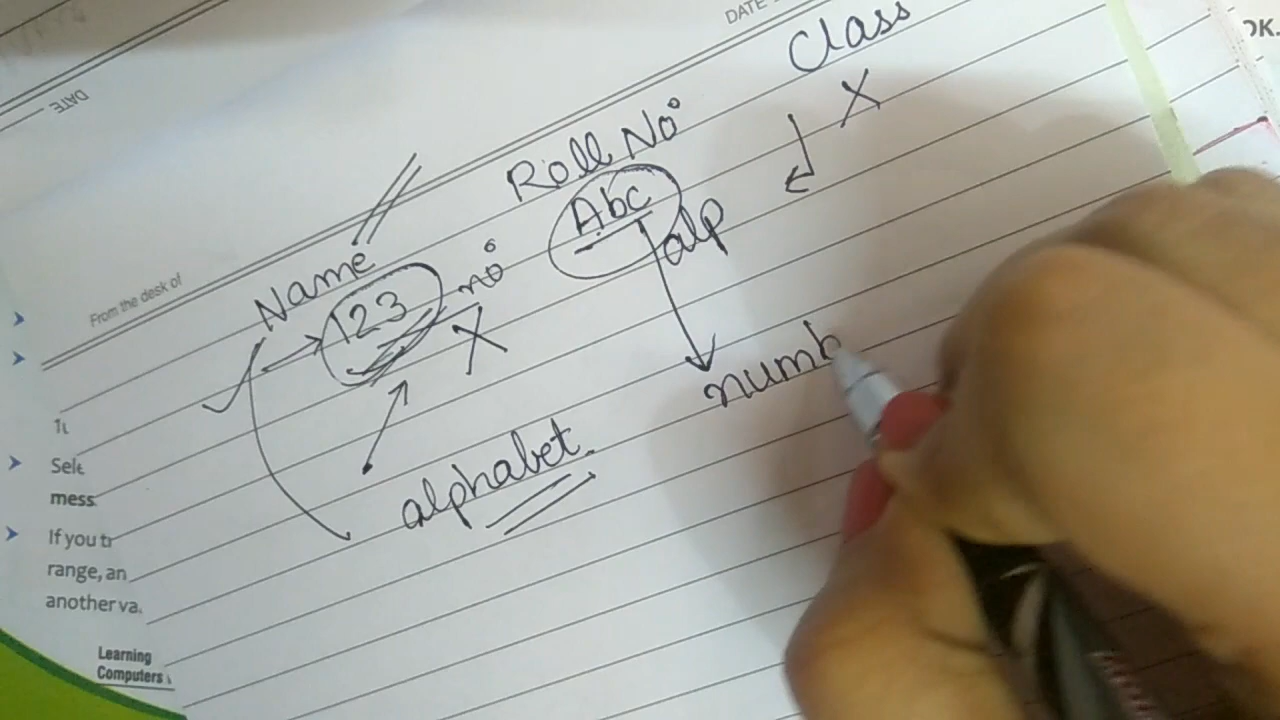 DATE
Class
OK.
DATE
Roll No
X
Abc
alp
Name
no
123
X
From the desk of
numb
alphabet.
Sele
mess
If you tr
range, an
another va.
Learning
Computers